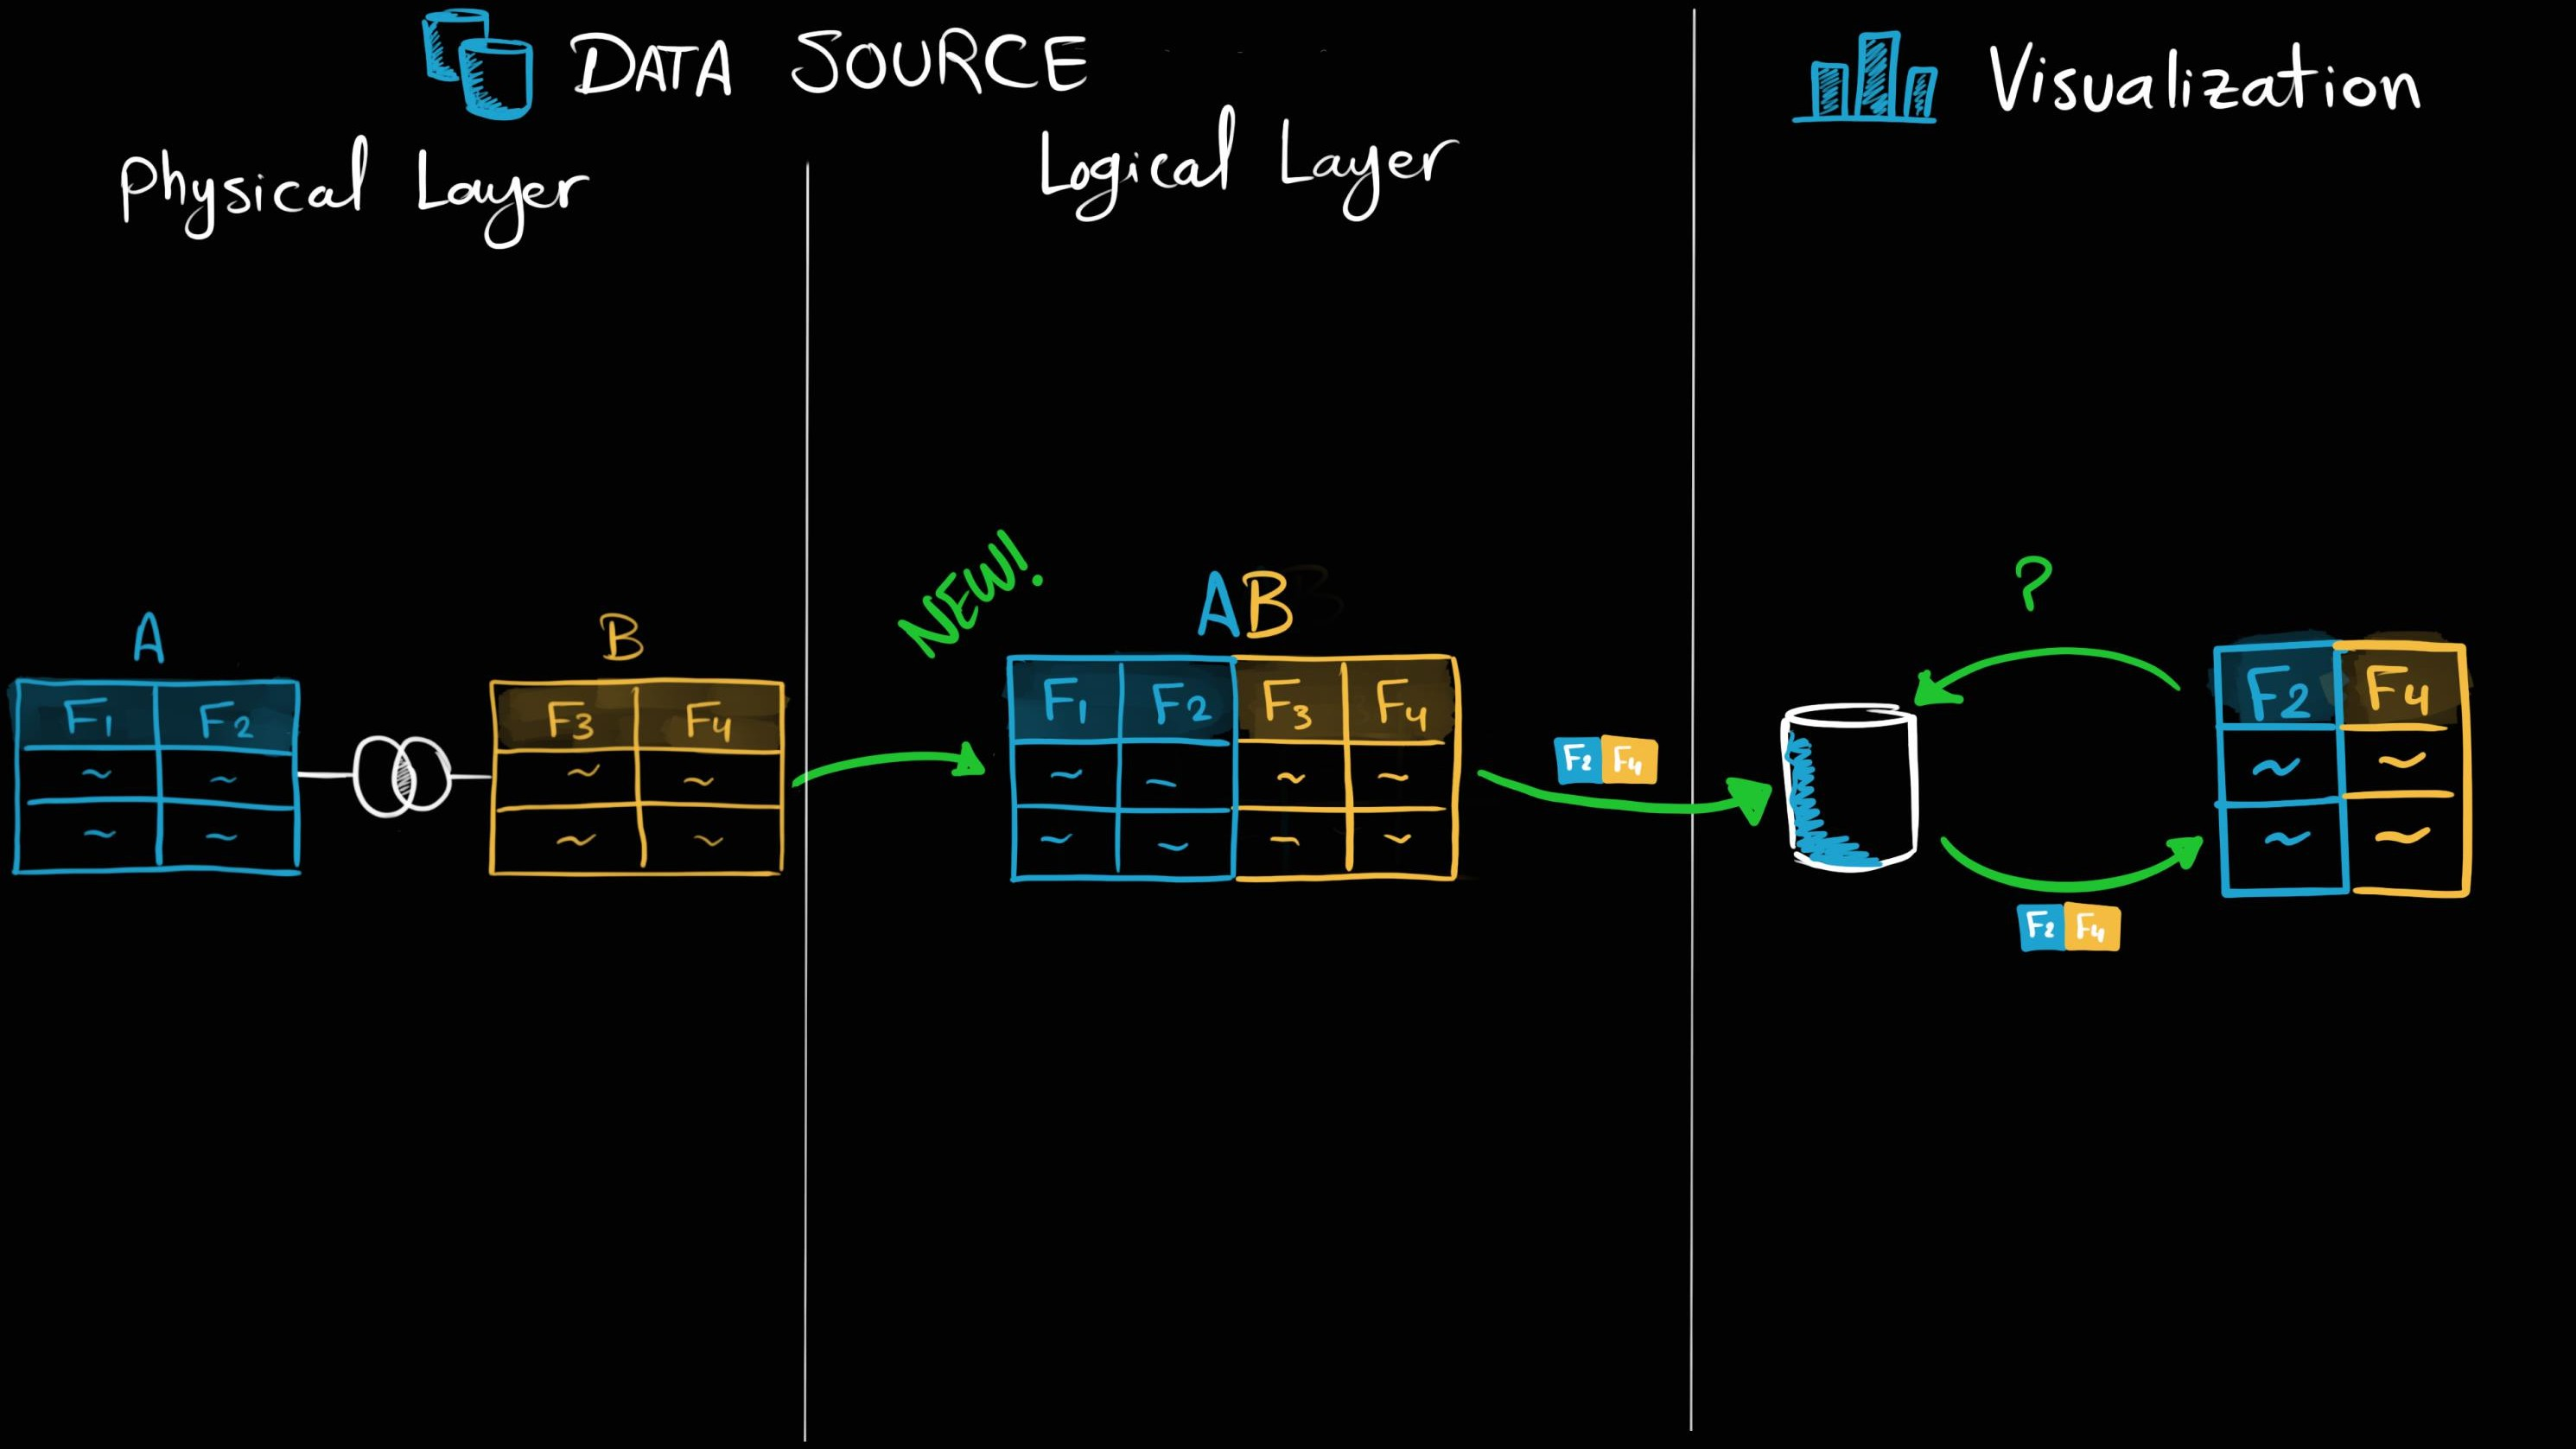 DATA SOURCE
Visualization
Physical Layer
Logical Layer
NEW!
?
A
B
AB
F1 F2
F3 F4
F1 F2 F3 F4
F2 F4
F2 F4
F2 F4